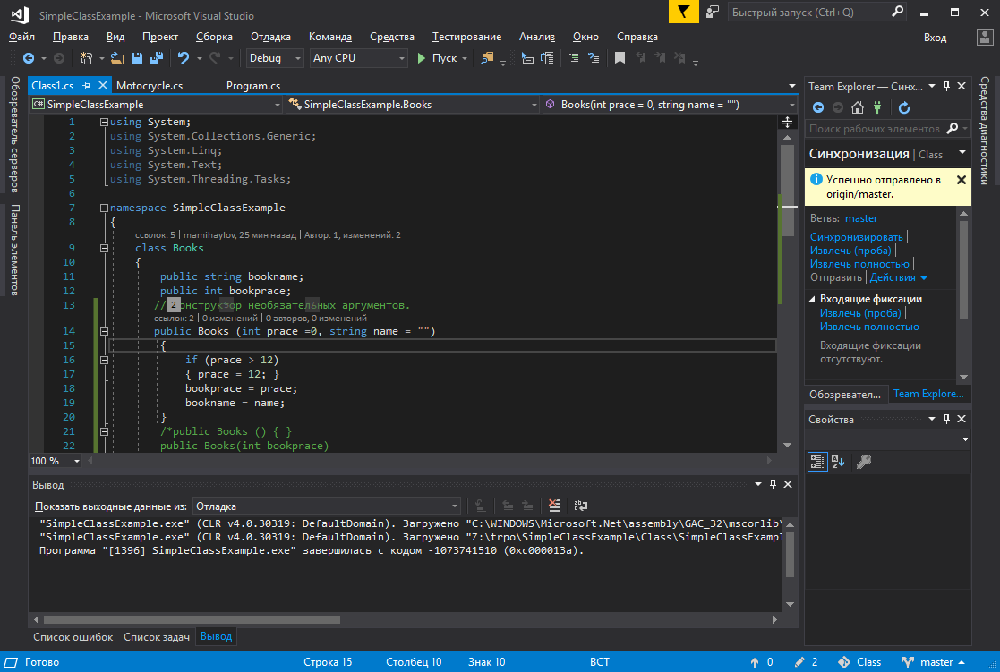 SimpleClassExample - Microsoft Visual Studio
Быстрый запуск (Ctrl+Q)
Файл Правка Вид Проект Сборка Отладка Команда Средства Тестирование Анализ Окно Справка Вход
Debug Any CPU Пуск
Обозреватель серверов
Панель элементов
Class1.cs Motocrycle.cs Program.cs
C# SimpleClassExample SimpleClassExample.Books Books(int prace = 0, string name = "")
1 using System;
2 using System.Collections.Generic;
3 using System.Linq;
4 using System.Text;
5 using System.Threading.Tasks;
6
7 namespace SimpleClassExample
8 {
ссылок: 5 | mamihaylov, 25 мин назад | Автор: 1, изменений: 2
9 class Books
10 {
11 public string bookname;
12 public int bookprace;
13 // 2онструктор необязательных аргументов.
ссылок: 2 | 0 изменений | 0 авторов, 0 изменений
14 public Books (int prace =0, string name = "")
15 {
16 if (prace > 12)
17 { prace = 12; }
18 bookprace = prace;
19 bookname = name;
20 }
21 /*public Books () { }
22 public Books(int bookprace)
100 %
Вывод
Показать выходные данные из: Отладка
"SimpleClassExample.exe" (CLR v4.0.30319: DefaultDomain). Загружено "C:\WINDOWS\Microsoft.Net\assembly\GAC_32\mscorlib\
"SimpleClassExample.exe" (CLR v4.0.30319: DefaultDomain). Загружено "Z:\trpo\SimpleClassExample\Class\SimpleClassExampl
Программа "[1396] SimpleClassExample.exe" завершилась с кодом -1073741510 (0xc000013a).
Список ошибок Список задач Вывод
Team Explorer — Синх...
Поиск рабочих элементов
Синхронизация | Class
Успешно отправлено в
origin/master.
Ветвь: master
Синхронизировать |
Извлечь (проба) |
Извлечь полностью |
Отправить | Действия
Входящие фиксации
Извлечь (проба) |
Извлечь полностью
Входящие фиксации
отсутствуют.
Обозревател... Team Explore...
Свойства
Средства диагностики
Готово Строка 15 Столбец 10 Знак 10 ВСТ 0 2 Class master